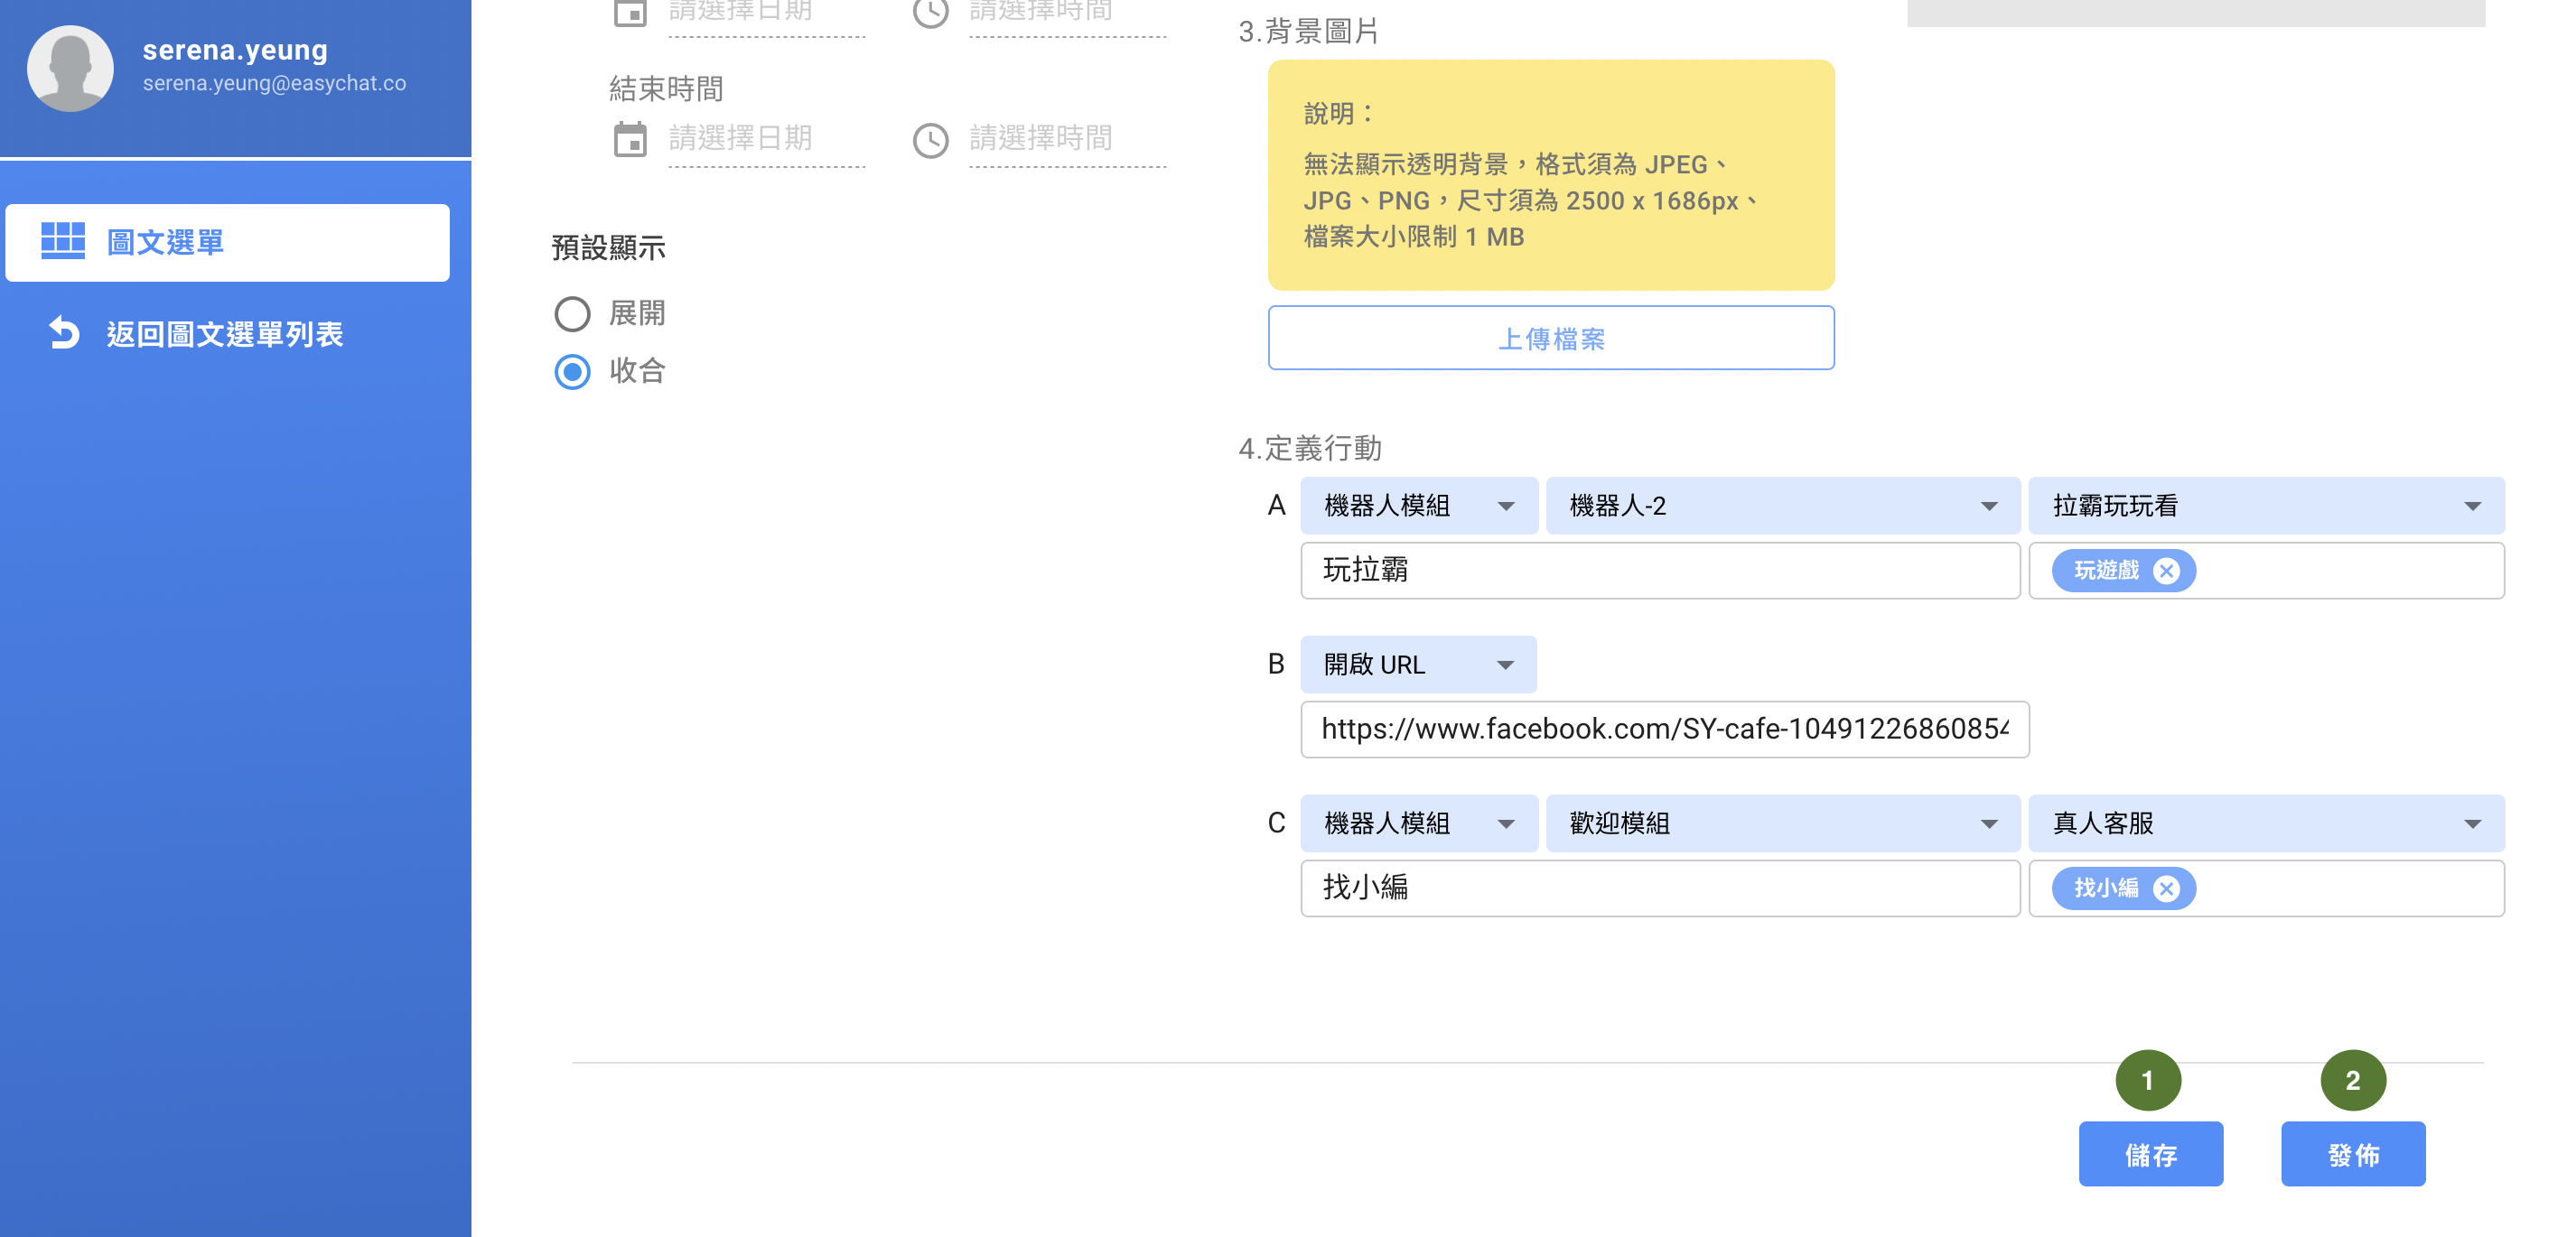 serena.yeung
serena.yeung@easychat.co
圖文選單
返回圖文選單列表
請選擇日期 請選擇時間
結束時間
請選擇日期 請選擇時間
預設顯示
展開
收合
3.背景圖片
說明：
無法顯示透明背景，格式須為 JPEG、
JPG、PNG，尺寸須為 2500 x 1686px、
檔案大小限制 1 MB
上傳檔案
4.定義行動
A 機器人模組 機器人-2 拉霸玩玩看
玩拉霸 玩遊戲
B 開啟 URL
https://www.facebook.com/SY-cafe-1049122686085
C 機器人模組 歡迎模組 真人客服
找小編 找小編
1 2
儲存 發佈